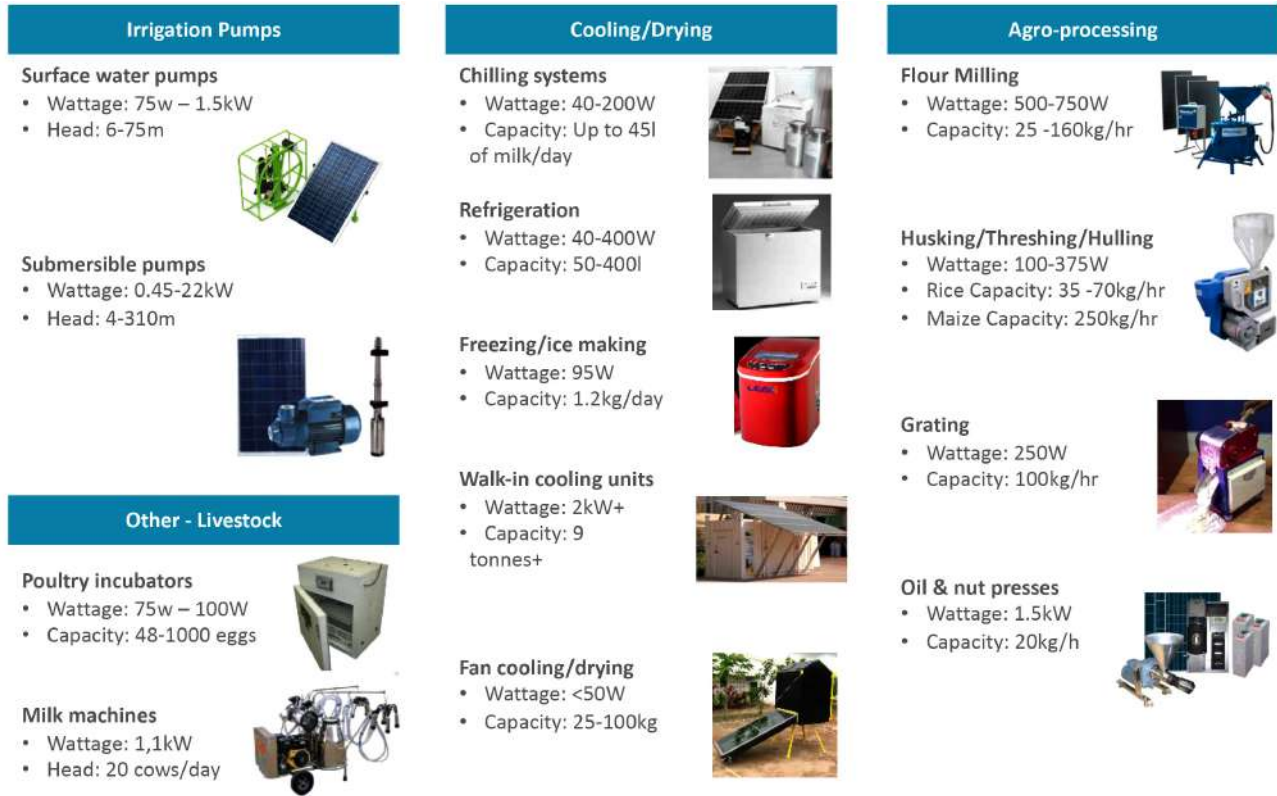 Irrigation Pumps
Surface water pumps
• Wattage: 75w – 1.5kW
• Head: 6-75m
Submersible pumps
• Wattage: 0.45-22kW
• Head: 4-310m
Other - Livestock
Poultry incubators
• Wattage: 75w – 100W
• Capacity: 48-1000 eggs
Milk machines
• Wattage: 1,1kW
• Head: 20 cows/day
Cooling/Drying
Chilling systems
• Wattage: 40-200W
• Capacity: Up to 45l
of milk/day
Refrigeration
• Wattage: 40-400W
• Capacity: 50-400l
Freezing/ice making
• Wattage: 95W
• Capacity: 1.2kg/day
Walk-in cooling units
• Wattage: 2kW+
• Capacity: 9
tonnes+
Fan cooling/drying
• Wattage: <50W
• Capacity: 25-100kg
Agro-processing
Flour Milling
• Wattage: 500-750W
• Capacity: 25 -160kg/hr
Husking/Threshing/Hulling
• Wattage: 100-375W
• Rice Capacity: 35 -70kg/hr
• Maize Capacity: 250kg/hr
Grating
• Wattage: 250W
• Capacity: 100kg/hr
Oil & nut presses
• Wattage: 1.5kW
• Capacity: 20kg/h